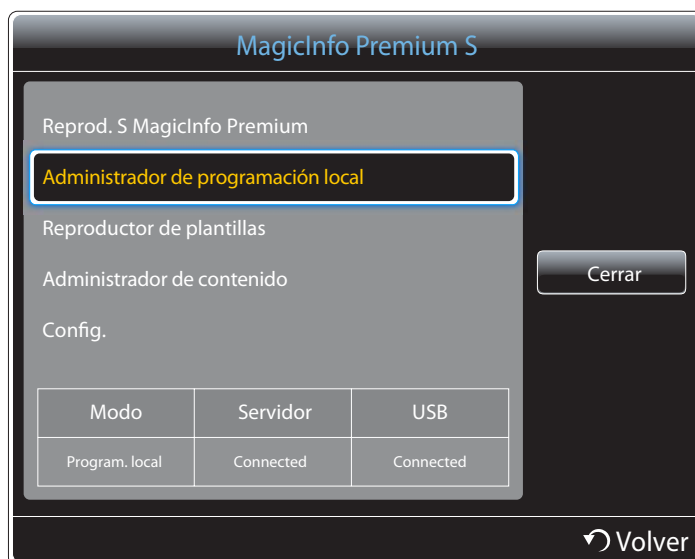 MagicInfo Premium S
Reprod. S MagicInfo Premium
Administrador de programación local
Reproductor de plantillas
Administrador de contenido
Config.
Cerrar
Modo Servidor USB
Program. local Connected Connected
Volver